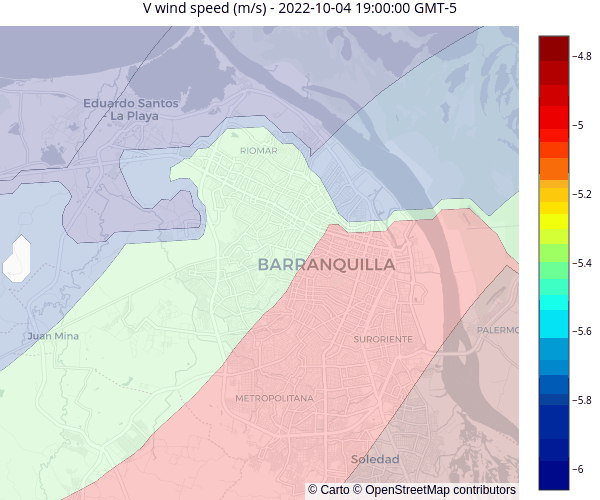 V wind speed (m/s) - 2022-10-04 19:00:00 GMT-5
Eduardo Santos
La Playa
RIOMAR
BARRANQUILLA
Juan Mina
SURORIENTE
PALERMO
METROPOLITANA
Soledad
© Carto © OpenStreetMap contributors
−4.8
−5
−5.2
−5.4
−5.6
−5.8
−6